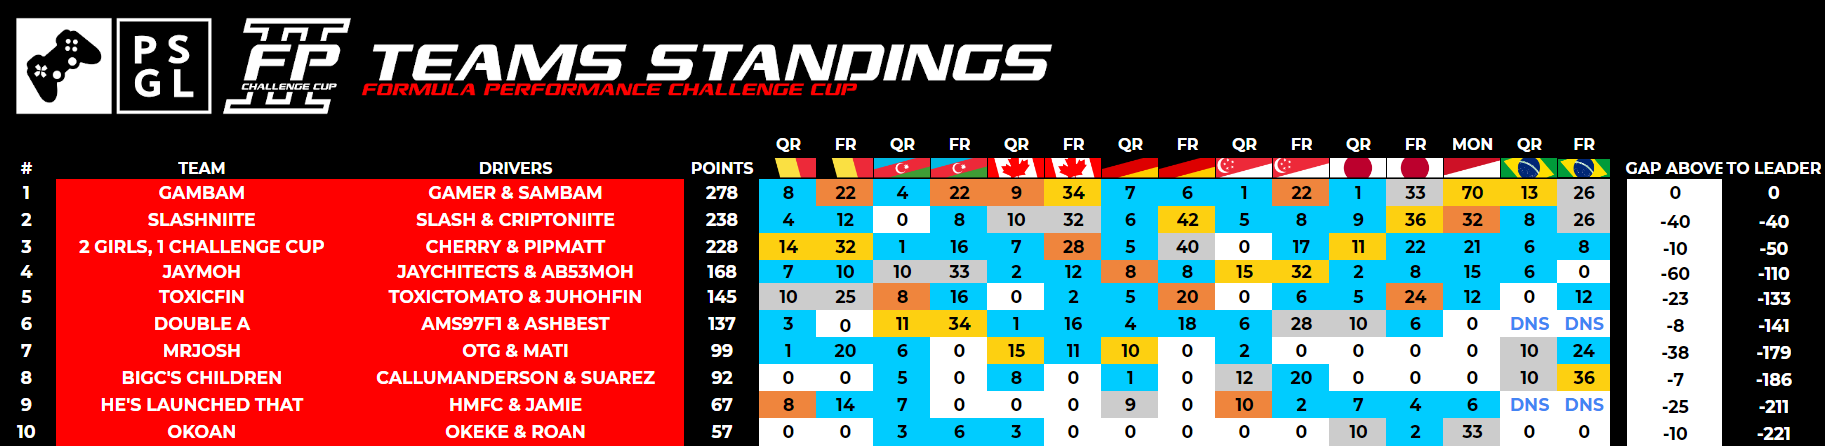 PS
GL
FP
CHALLENGE CUP
II
TEAMS STANDINGS
FORMULA PERFORMANCE CHALLENGE CUP
QR FR QR FR QR FR QR FR QR FR QR FR MON QR FR
# TEAM DRIVERS POINTS GAP ABOVE TO LEADER
1 GAMBAM GAMER & SAMBAM 278 8 22 4 22 9 34 7 6 1 22 1 33 70 13 26 0 0
2 SLASHNIITE SLASH & CRIPTONIITE 238 4 12 0 8 10 32 6 42 5 8 9 36 32 8 26 -40 -40
3 2 GIRLS, 1 CHALLENGE CUP CHERRY & PIPMATT 228 14 32 1 16 7 28 5 40 0 17 11 22 21 6 8 -10 -50
4 JAYMOH JAYCHITECTS & AB53MOH 168 7 10 10 33 2 12 8 8 15 32 2 8 15 6 0 -60 -110
5 TOXICFIN TOXICTOMATO & JUHOHFIN 145 10 25 8 16 0 2 5 20 0 6 5 24 12 0 12 -23 -133
6 DOUBLE A AMS97F1 & ASHBEST 137 3 0 11 34 1 16 4 18 6 28 10 6 0 DNS DNS -8 -141
7 MRJOSH OTG & MATI 99 1 20 6 0 15 11 10 0 2 0 0 0 0 10 24 -38 -179
8 BIGC'S CHILDREN CALLUMANDERSON & SUAREZ 92 0 0 5 0 8 0 1 0 12 20 0 0 0 10 36 -7 -186
9 HE'S LAUNCHED THAT HMFC & JAMIE 67 8 14 7 0 0 0 9 0 10 2 7 4 6 DNS DNS -25 -211
10 OKOAN OKEKE & ROAN 57 0 0 3 6 3 0 0 0 0 0 10 2 33 0 0 -10 -221